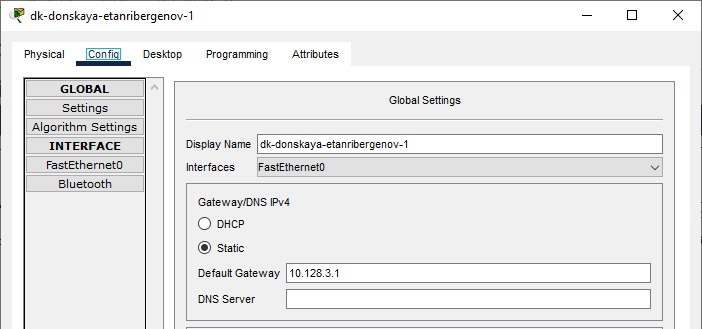 dk-donskaya-etanribergenov-1
Physical Config Desktop Programming Attributes
GLOBAL
Settings
Algorithm Settings
INTERFACE
FastEthernet0
Bluetooth
Global Settings
Display Name dk-donskaya-etanribergenov-1
Interfaces FastEthernet0
Gateway/DNS IPv4
DHCP
Static
Default Gateway 10.128.3.1
DNS Server